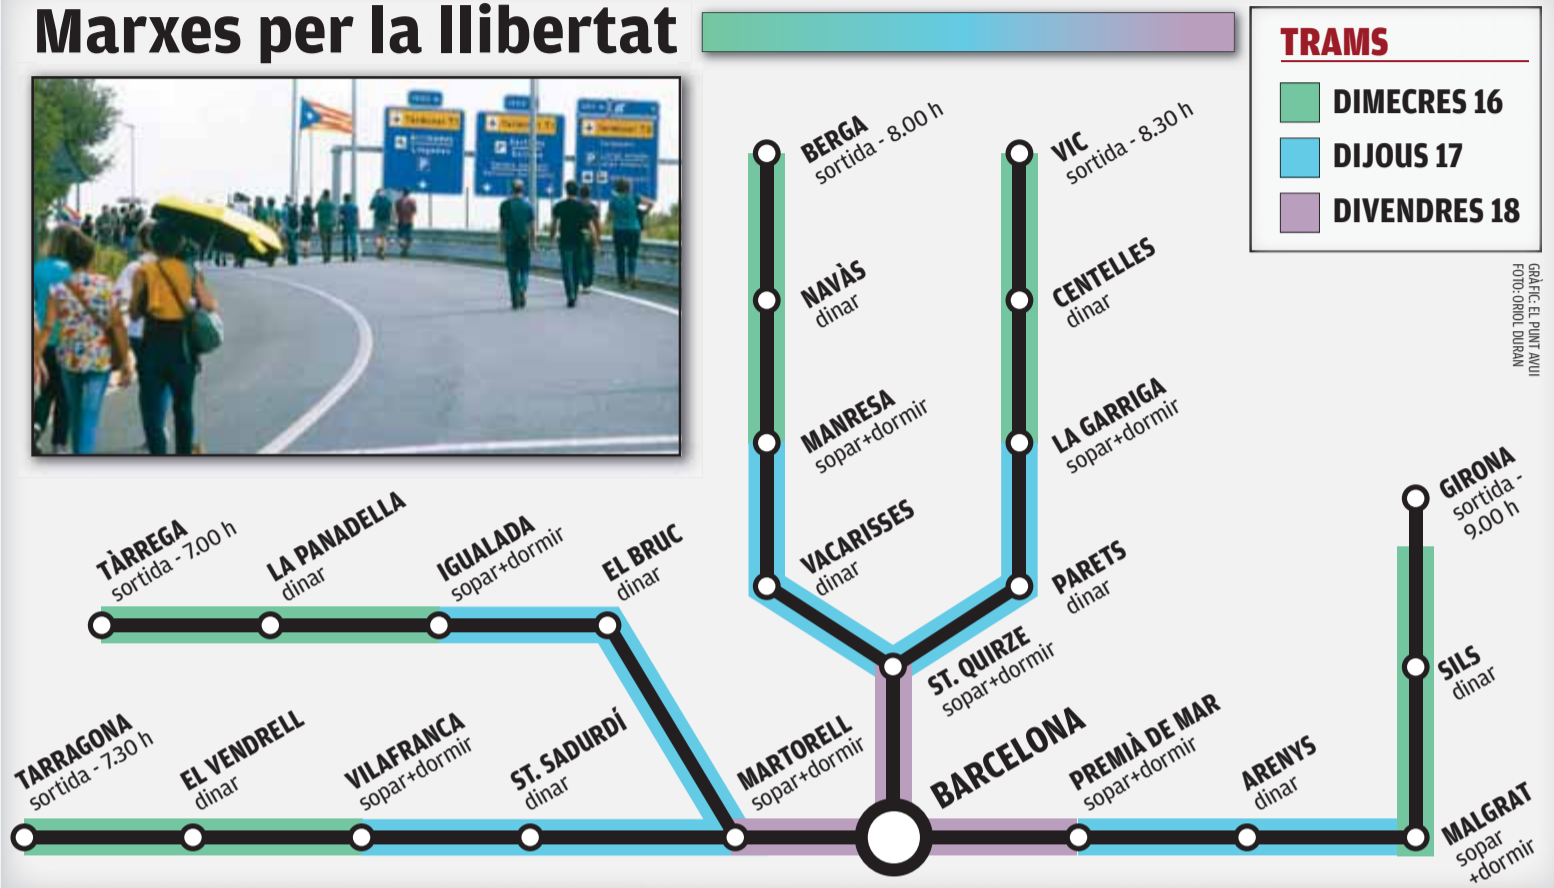 Marxes per la llibertat
TRAMS
DIMECRES 16
DIJOUS 17
DIVENDRES 18
GRÀFIC: EL PUNT AVUI
FOTO: ORIOL DURAN
Terminal T1
Terminal T1
BERGA
sortida - 8.00 h
NAVÀS
dinar
MANRESA
sopar+dormir
VACARISSES
dinar
VIC
sortida - 8.30 h
CENTELLES
dinar
LA GARRIGA
sopar+dormir
PARETS
dinar
ST. QUIRZE
sopar+dormir
GIRONA
sortida -
9.00 h
SILS
dinar
MALGRAT
sopar
+dormir
TÀRREGA
sortida - 7.00 h
LA PANADELLA
dinar
IGUALADA
sopar+dormir
EL BRUC
dinar
TARRAGONA
sortida - 7.30 h
EL VENDRELL
dinar
VILAFRANCA
sopar+dormir
ST. SADURDÍ
dinar
MARTORELL
sopar+dormir
BARCELONA
PREMIÀ DE MAR
sopar+dormir
ARENYS
dinar